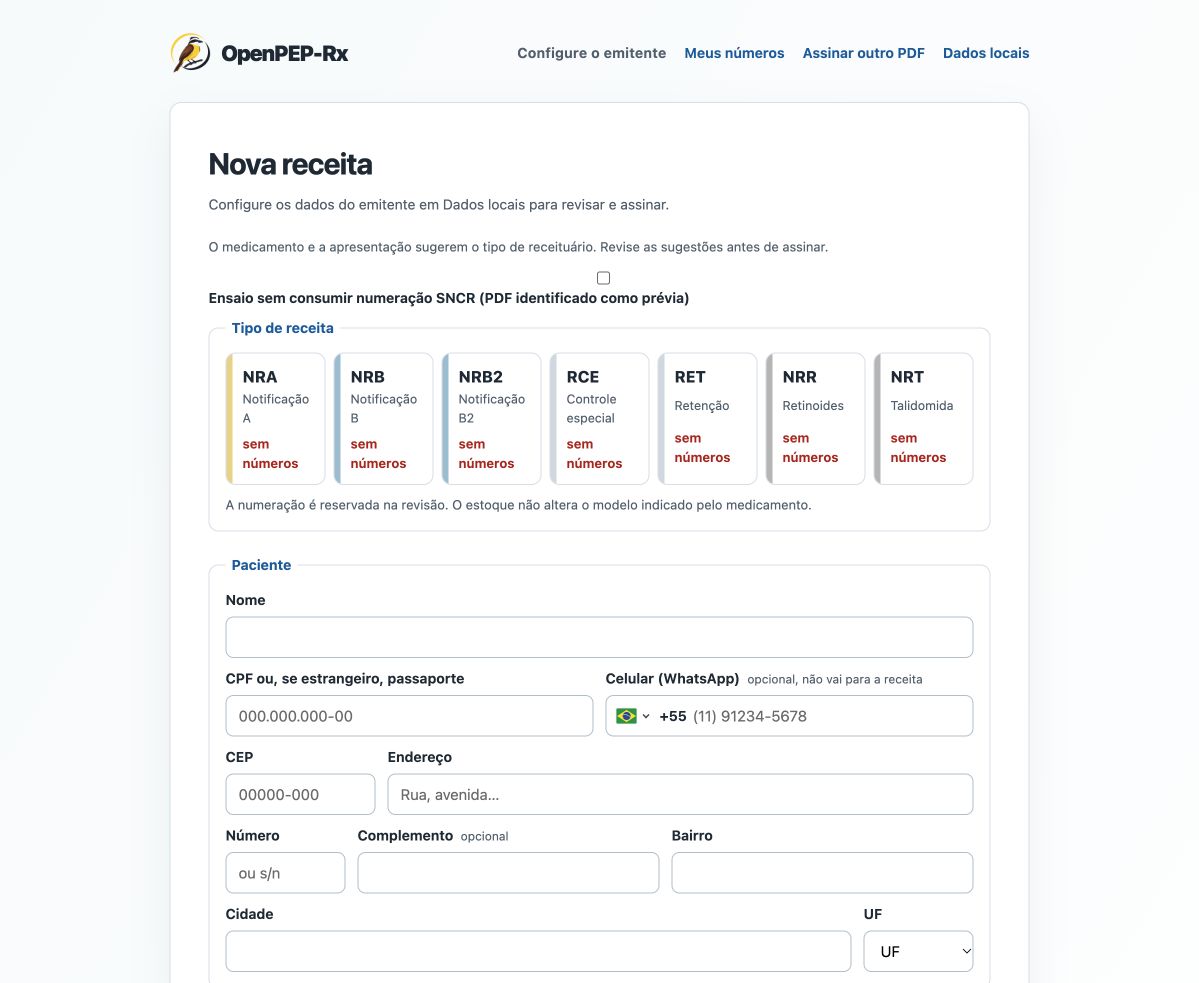 OpenPEP-Rx
Configure o emitente Meus números Assinar outro PDF Dados locais
Nova receita
Configure os dados do emitente em Dados locais para revisar e assinar.
O medicamento e a apresentação sugerem o tipo de receituário. Revise as sugestões antes de assinar.
Ensaio sem consumir numeração SNCR (PDF identificado como prévia)
Tipo de receita
NRA
Notificação
A
sem
números
NRB
Notificação
B
sem
números
NRB2
Notificação
B2
sem
números
RCE
Controle
especial
sem
números
RET
Retenção
sem
números
NRR
Retinoides
sem
números
NRT
Talidomida
sem
números
A numeração é reservada na revisão. O estoque não altera o modelo indicado pelo medicamento.
Paciente
Nome
CPF ou, se estrangeiro, passaporte
000.000.000-00
Celular (WhatsApp) opcional, não vai para a receita
+55 (11) 91234-5678
CEP
00000-000
Endereço
Rua, avenida...
Número
ou s/n
Complemento opcional
Bairro
Cidade
UF
UF